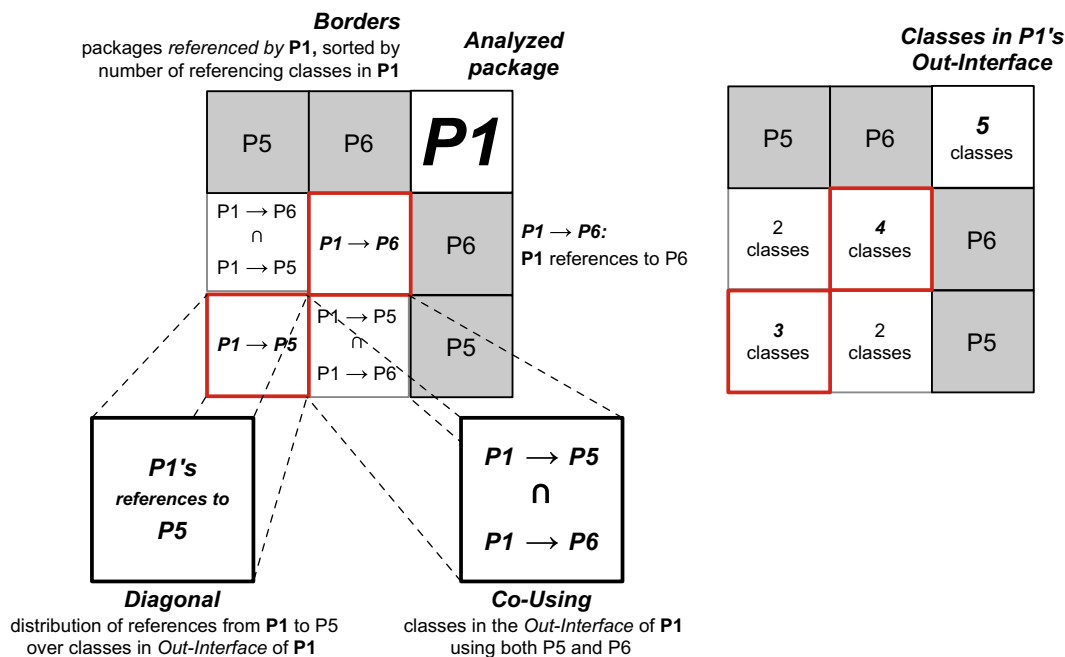 Borders
packages referenced by P1, sorted by
number of referencing classes in P1
Analyzed
package
P5
P6
P1
P1 → P6
∩
P1 → P5
P1 → P6
P6
P1 → P6:
P1 references to P6
P1 → P5
P1 → P5
∩
P1 → P6
P5
P1's
references to
P5
P1 → P5
∩
P1 → P6
Diagonal
distribution of references from P1 to P5
over classes in Out-Interface of P1
Co-Using
classes in the Out-Interface of P1
using both P5 and P6
Classes in P1's
Out-Interface
P5
P6
5
classes
2
classes
4
classes
P6
3
classes
2
classes
P5